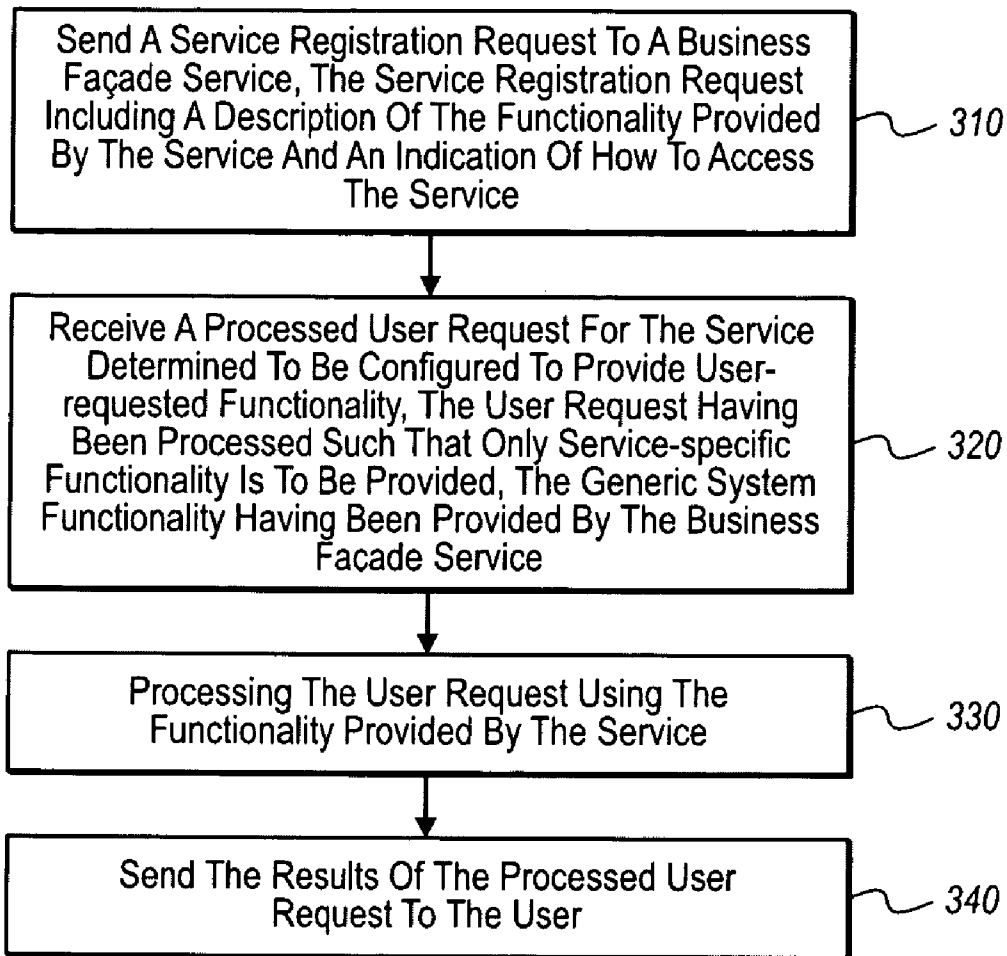 Send A Service Registration Request To A Business
Façade Service, The Service Registration Request
Including A Description Of The Functionality Provided
By The Service And An Indication Of How To Access
The Service
310
Receive A Processed User Request For The Service
Determined To Be Configured To Provide User-
requested Functionality, The User Request Having
Been Processed Such That Only Service-specific
Functionality Is To Be Provided, The Generic System
Functionality Having Been Provided By The Business
Façade Service
320
Processing The User Request Using The
Functionality Provided By The Service
330
Send The Results Of The Processed User
Request To The User
340